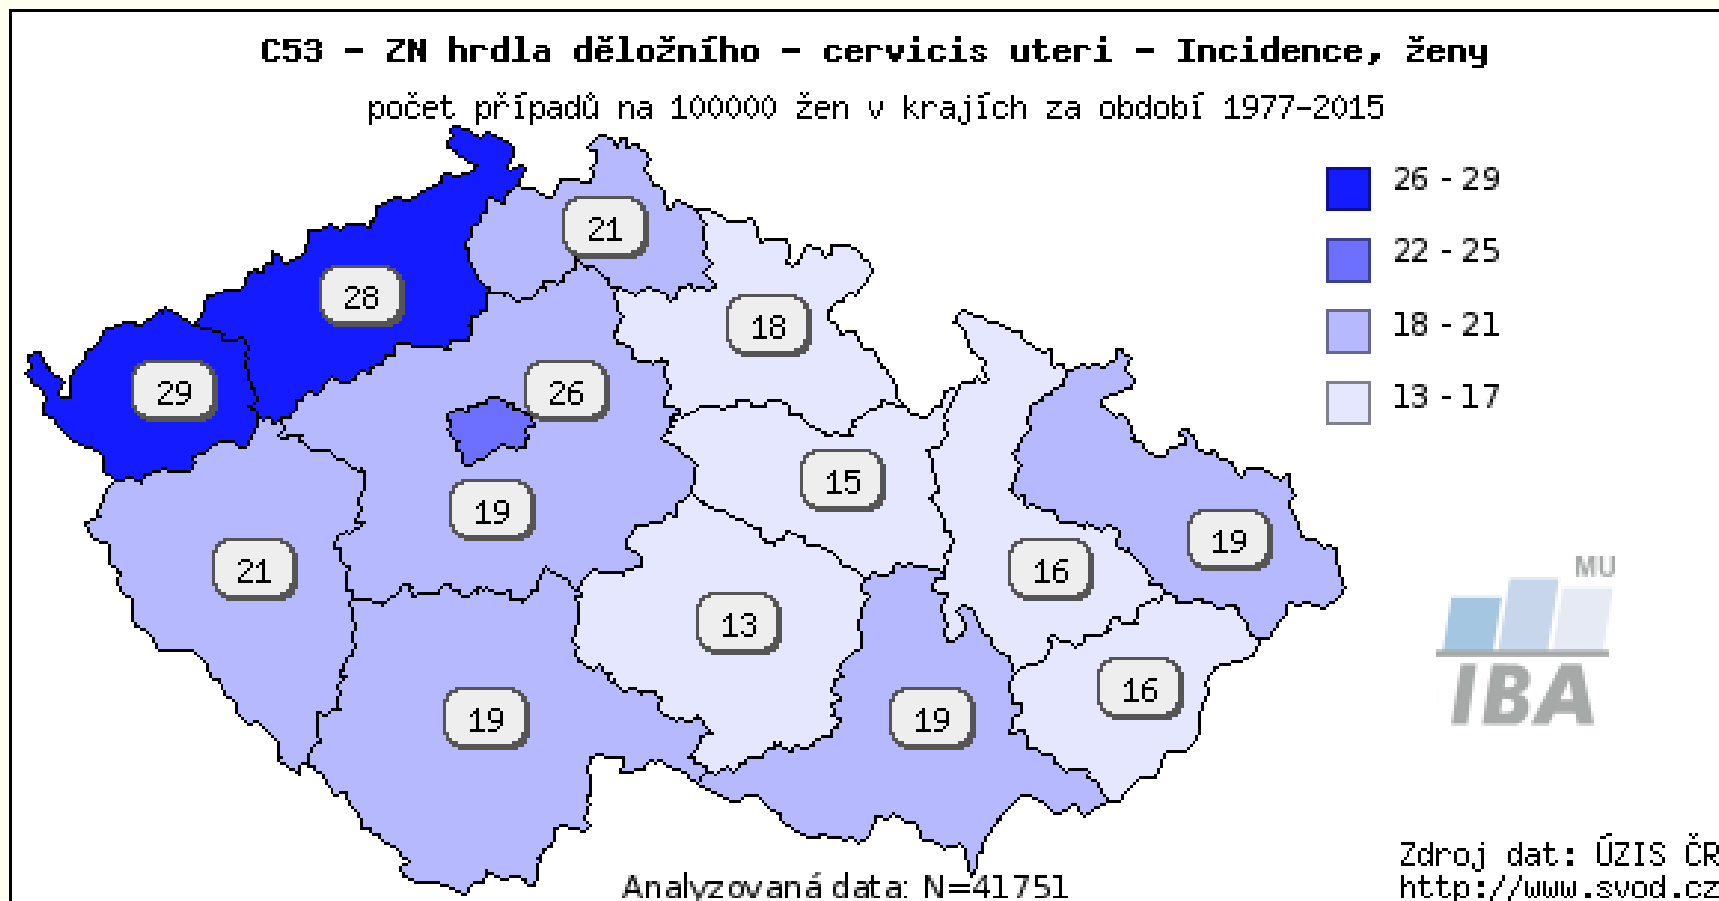 C53 - ZN hrdla děložního - cervicis uteri - Incidence, ženy
počet případů na 100000 žen v krajích za období 1977-2015
26 - 29
22 - 25
18 - 21
13 - 17
21
28
18
29
26
15
19
19
21
16
13
16
19
19
MU
IBA
Zdroj dat: ÚZIS ČR
http://www.svod.cz
Analyzovaná data: N=41751